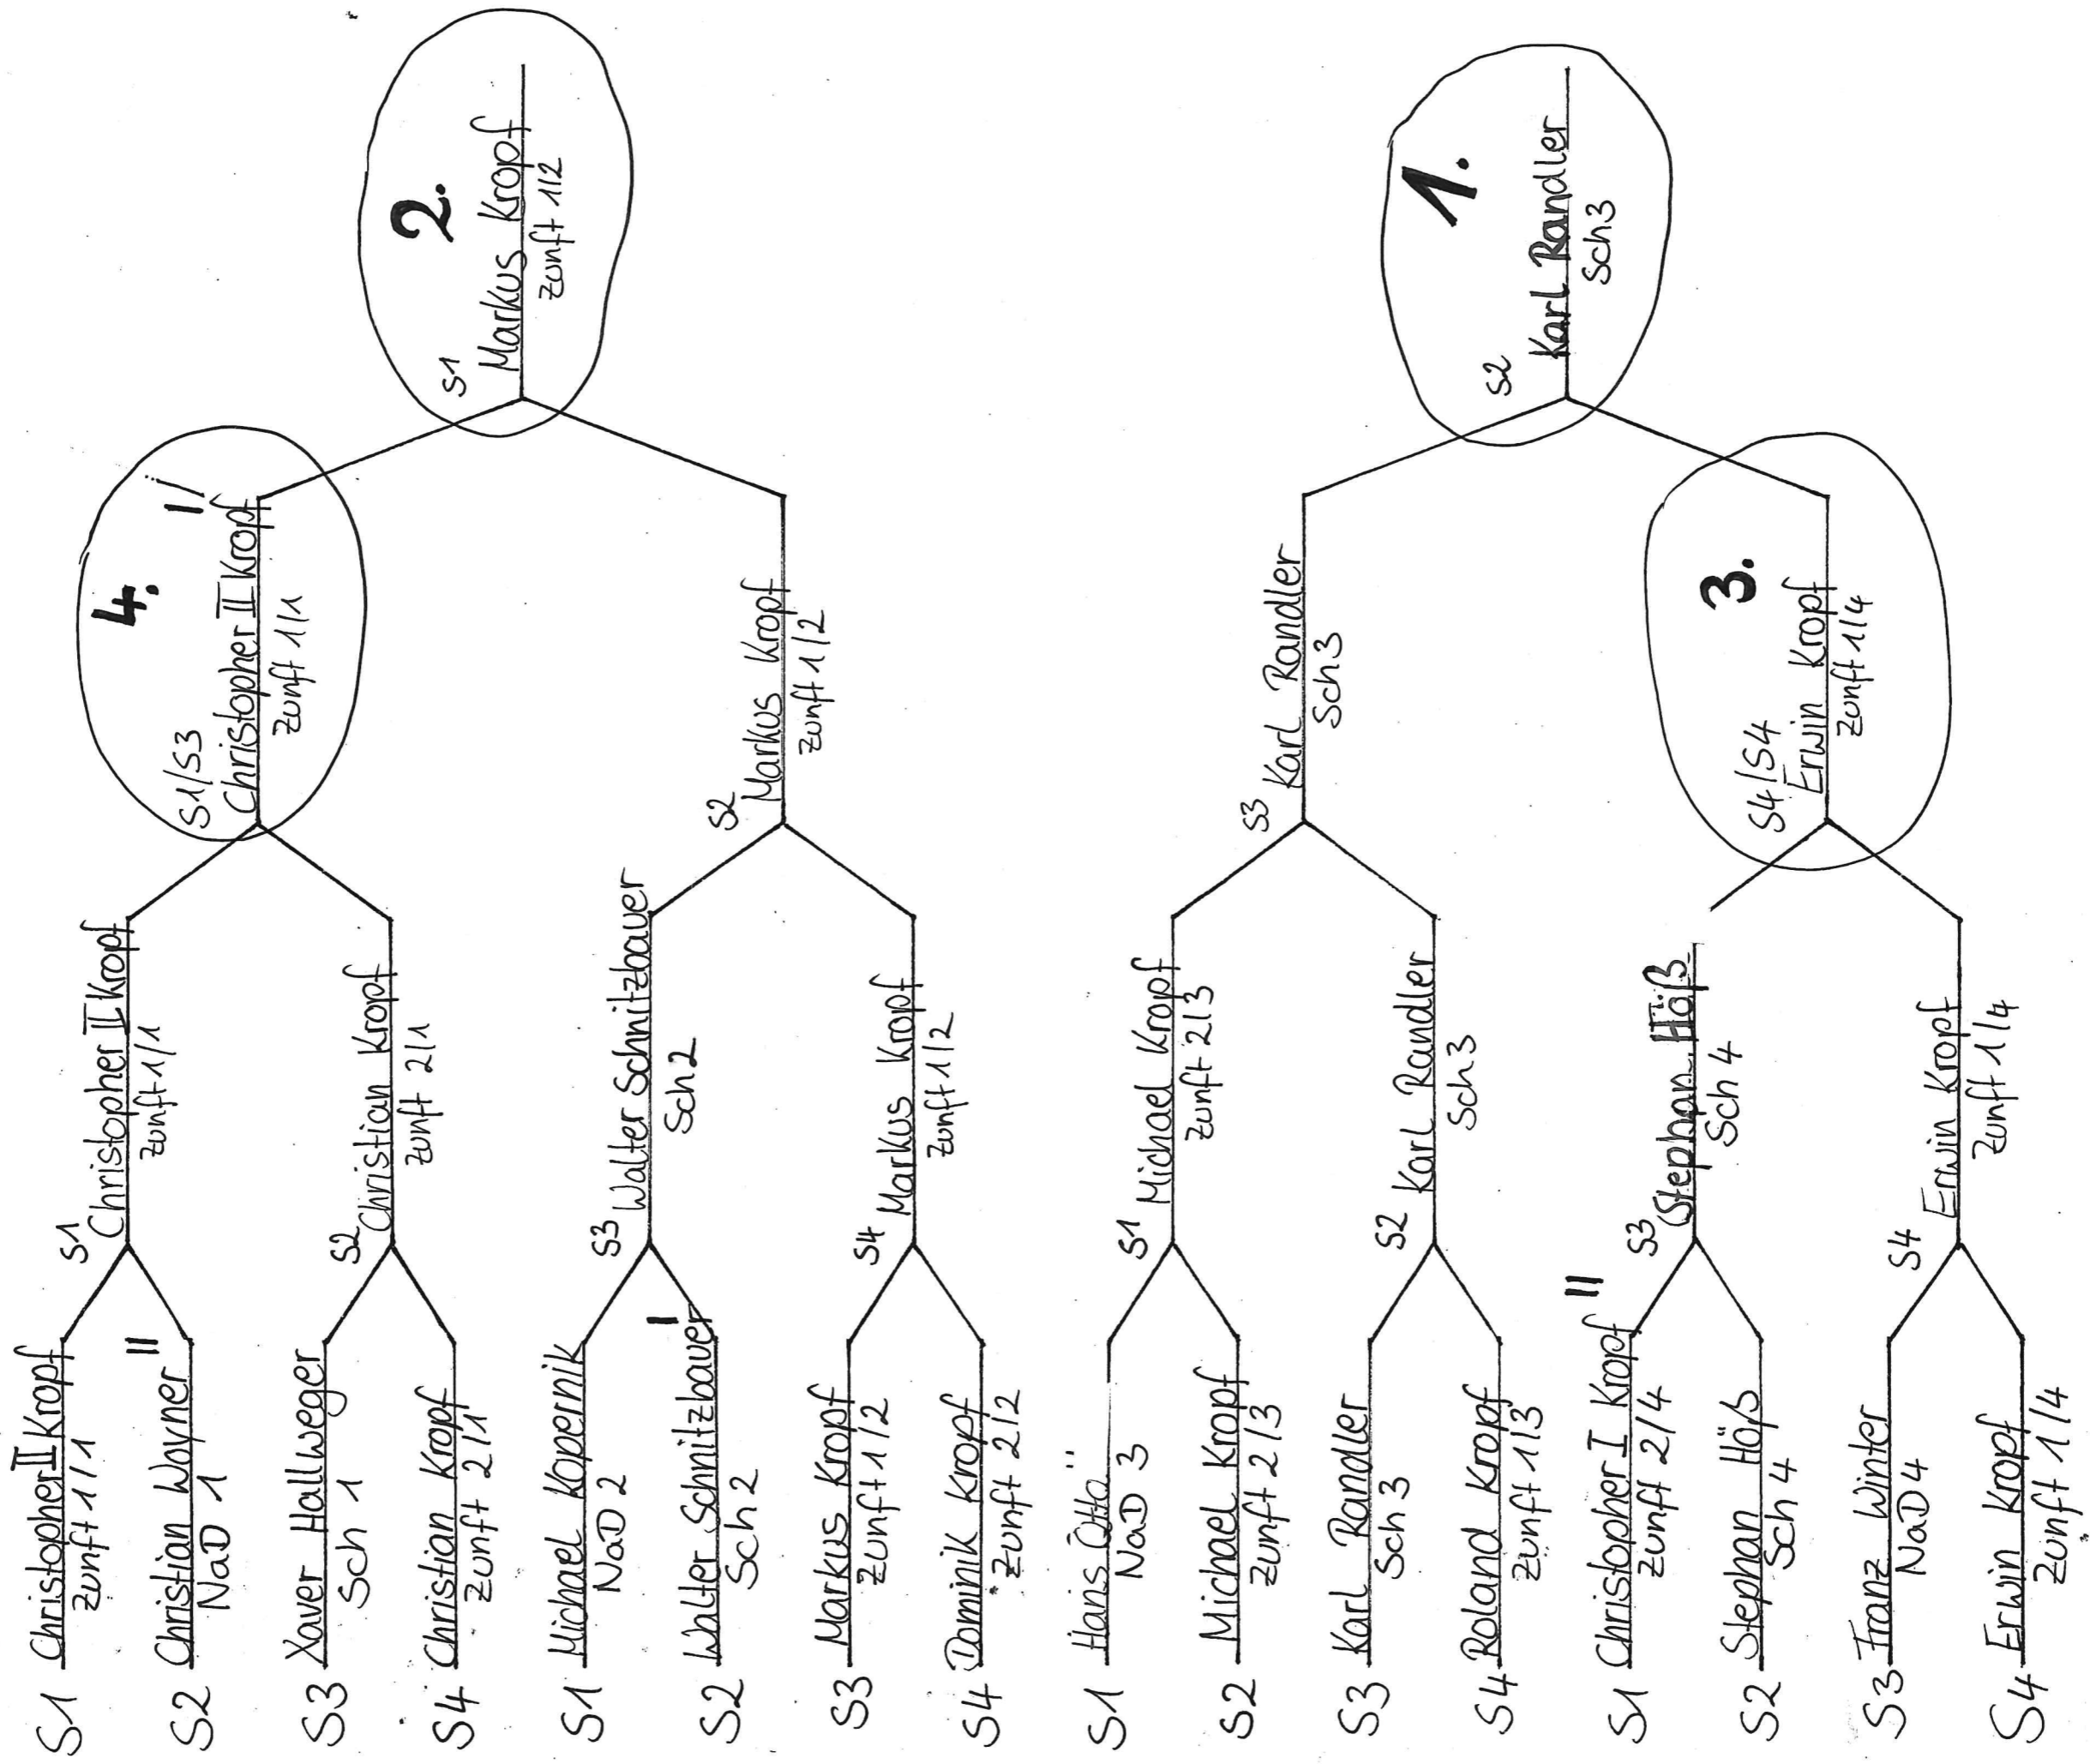 S1 Christopher II Kropf
Zunft 1/1
S2 Christian Wayner II
NaD 1
S3 Xaver Hallweger
Sch 1
S4 Christian Kropf
Zunft 2/1
S1 Michael Kopernik
NaD 2
S2 Walter Schnitzbauer I
Sch 2
S3 Markus Kropf
Zunft 1/2
S4 Dominik Kropf
Zunft 2/2
S1 Hans
NaD 3
S2 Michael Kropf
Zunft 2/3
S3 Karl Randler
Sch 3
S4 Roland Kropf
Zunft 1/3
S1 Christopher I Kropf II
Zunft 2/4
S2 Stephan Höß
Sch 4
S3 Franz Winter
NaD 4
S4 Erwin Kropf
Zunft 1/4
S1 Christopher II Kropf
Zunft 1/1
S2 Christian Kropf
Zunft 2/1
S3 Walter Schnitzbauer
Sch 2
S4 Markus Kropf
Zunft 1/2
S1 Michael Kropf
Zunft 2/3
S2 Karl Randler
Sch 3
S3 Stephan Höß
Sch 4
S4 Erwin Kropf
Zunft 1/4
4.
S1/S3 I
Christopher II Kropf
Zunft 1/1
S2 Markus Kropf
Zunft 1/2
S3 Karl Randler
Sch 3
3.
S4/S4
Erwin Kropf
Zunft 1/4
2.
S1
Markus Kropf
Zunft 1/2
1.
S2
Karl Randler
Sch 3